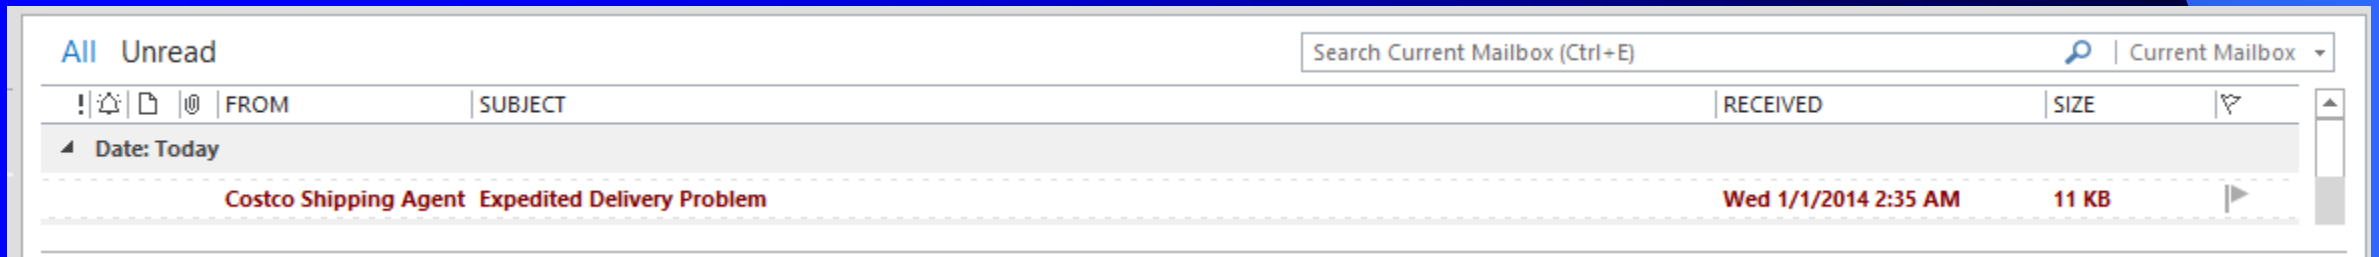 All Unread Search Current Mailbox (Ctrl+E) Current Mailbox
! FROM SUBJECT RECEIVED SIZE
Date: Today
Costco Shipping Agent Expedited Delivery Problem Wed 1/1/2014 2:35 AM 11 KB